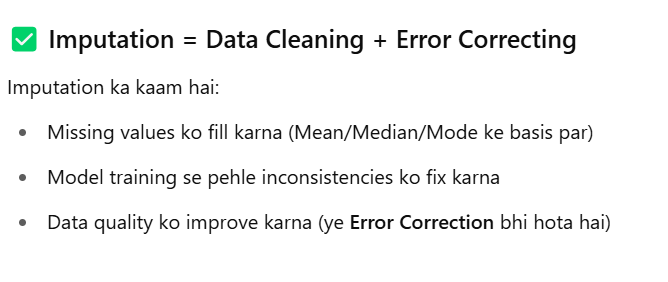 ✅ Imputation = Data Cleaning + Error Correcting
Imputation ka kaam hai:
• Missing values ko fill karna (Mean/Median/Mode ke basis par)
• Model training se pehle inconsistencies ko fix karna
• Data quality ko improve karna (ye Error Correction bhi hota hai)